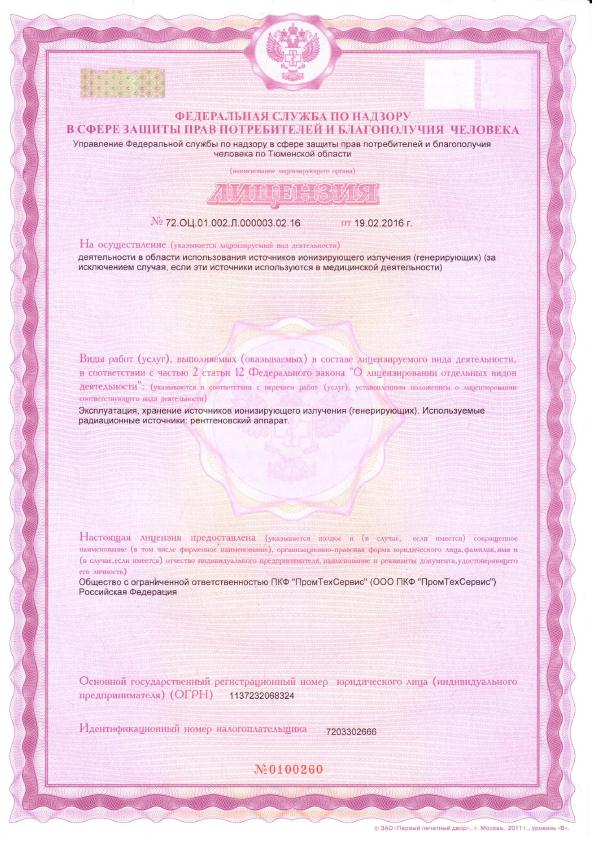 ФЕДЕРАЛЬНАЯ СЛУЖБА ПО НАДЗОРУ
В СФЕРЕ ЗАЩИТЫ ПРАВ ПОТРЕБИТЕЛЕЙ И БЛАГОПОЛУЧИЯ ЧЕЛОВЕКА
Управление Федеральной службы по надзору в сфере защиты прав потребителей и благополучия
человека по Тюменской области
(наименование лицензирующего органа)
ЛИЦЕНЗИЯ
№ 72.ОЦ.01.002.Л.000003.02.16 от 19.02.2016 г.
На осуществление (указывается лицензируемый вид деятельности)
деятельности в области использования источников ионизирующего излучения (генерирующих) (за
исключением случая, если эти источники используются в медицинской деятельности)
Виды работ (услуг), выполняемых (оказываемых) в составе лицензируемого вида деятельности,
в соответствии с частью 2 статьи 12 Федерального закона "О лицензировании отдельных видов
деятельности": (указываются в соответствии с перечнем работ (услуг), установленным положением о лицензировании
соответствующего вида деятельности)
Эксплуатация, хранение источников ионизирующего излучения (генерирующих). Используемые
радиационные источники: рентгеновский аппарат.
Настоящая лицензия предоставлена (указывается полное и (в случае, если имеется) сокращенное
наименование (в том числе фирменное наименование), организационно-правовая форма юридического лица, фамилия, имя и
(в случае, если имеется) отчество индивидуального предпринимателя, наименование и реквизиты документа, удостоверяющего
его личность)
Общество с ограниченной ответственностью ПКФ "ПромТехСервис" (ООО ПКФ "ПромТехСервис")
Российская Федерация
Основной государственный регистрационный номер юридического лица (индивидуального
предпринимателя) (ОГРН) 1137232068324
Идентификационный номер налогоплательщика 7203302666
№0100260
© ЗАО «Первый печатный двор», г. Москва, 2011 г., уровень «В».